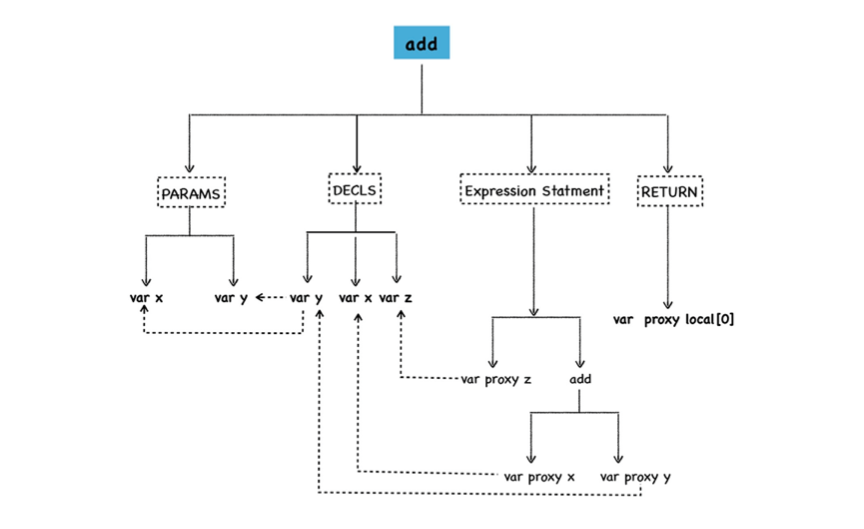 add
PARAMS
DECLS
Expression Statment
RETURN
var x
var y
var y
var x
var z
var proxy local[0]
var proxy z
add
var proxy x
var proxy y